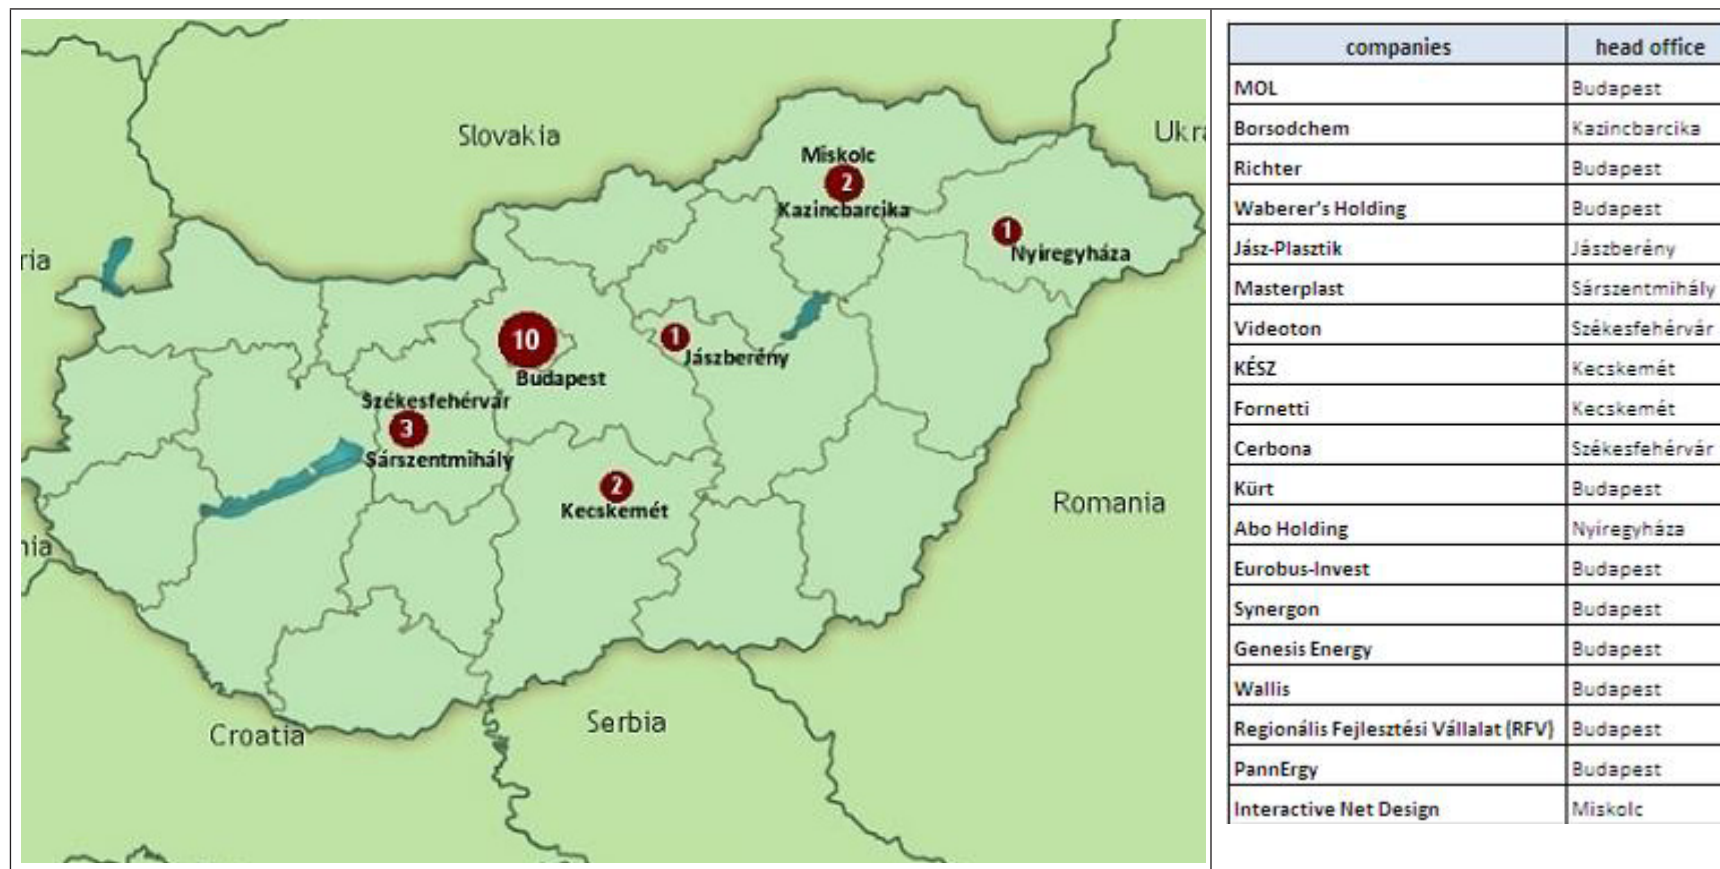 Slovakia
Ukra
Miskolc
2
Kazincbarcika
1
Nyíregyháza
ria
10
Budapest
1
Jászberény
Székesfehérvár
3
Sárszentmihály
2
Kecskemét
Romania
nia
Croatia
Serbia
companies head office
MOL Budapest
Borsodchem Kazincbarcika
Richter Budapest
Waberer's Holding Budapest
Jász-Plasztik Jászberény
Masterplast Sárszentmihály
Videoton Székesfehérvár
KÉSZ Kecskemét
Fornetti Kecskemét
Cerbona Székesfehérvár
Kürt Budapest
Abo Holding Nyíregyháza
Eurobus-Invest Budapest
Synergon Budapest
Genesis Energy Budapest
Wallis Budapest
Regionális Fejlesztési Vállalat (RFV) Budapest
PannErgy Budapest
Interactive Net Design Miskolc